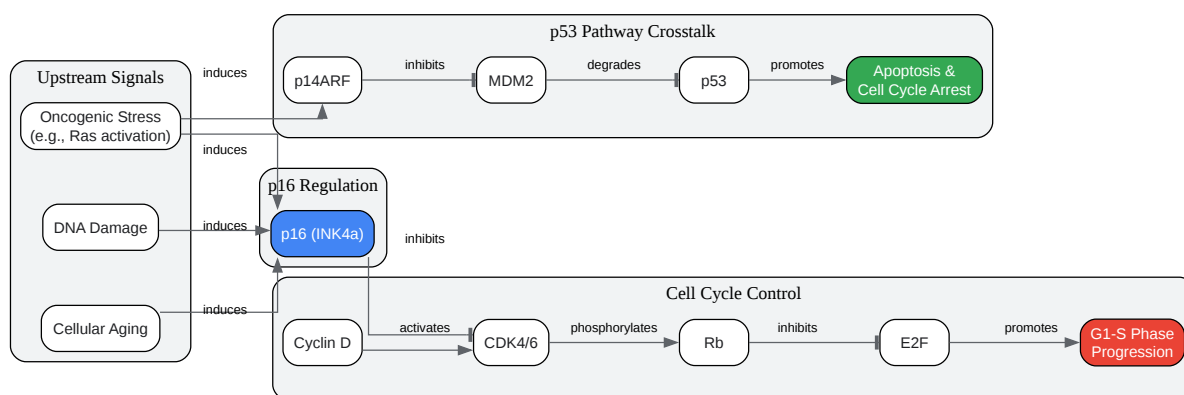 p53 Pathway Crosstalk
Upstream Signals
induces
p14ARF
inhibits
MDM2
degrades
p53
promotes
Apoptosis &
Cell Cycle Arrest
Oncogenic Stress
(e.g., Ras activation)
induces
p16 Regulation
DNA Damage
induces
p16 (INK4a)
inhibits
Cell Cycle Control
Cellular Aging
induces
Cyclin D
activates
CDK4/6
phosphorylates
Rb
inhibits
E2F
promotes
G1-S Phase
Progression